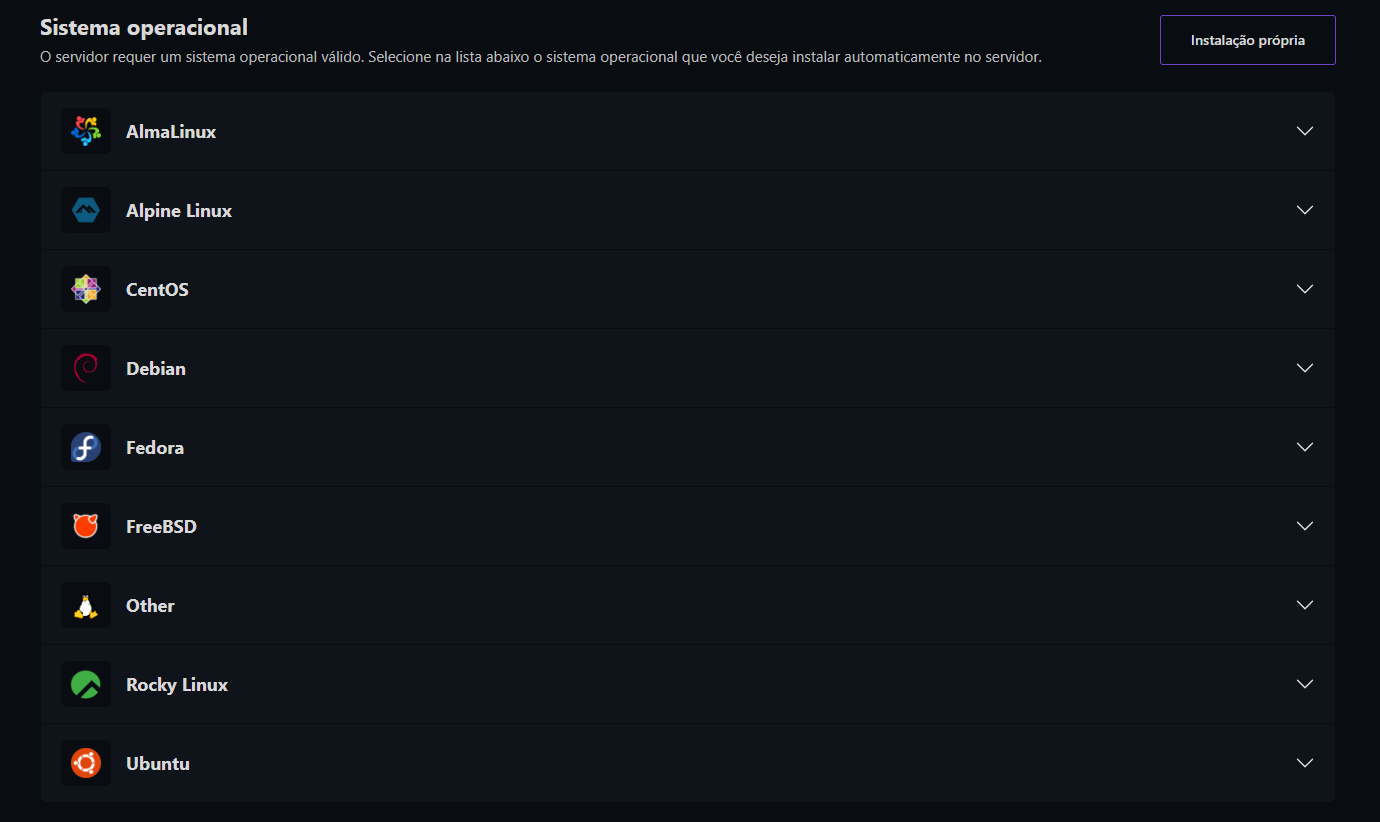 Sistema operacional
O servidor requer um sistema operacional válido. Selecione na lista abaixo o sistema operacional que você deseja instalar automaticamente no servidor.
Instalação própria
AlmaLinux
Alpine Linux
CentOS
Debian
Fedora
FreeBSD
Other
Rocky Linux
Ubuntu